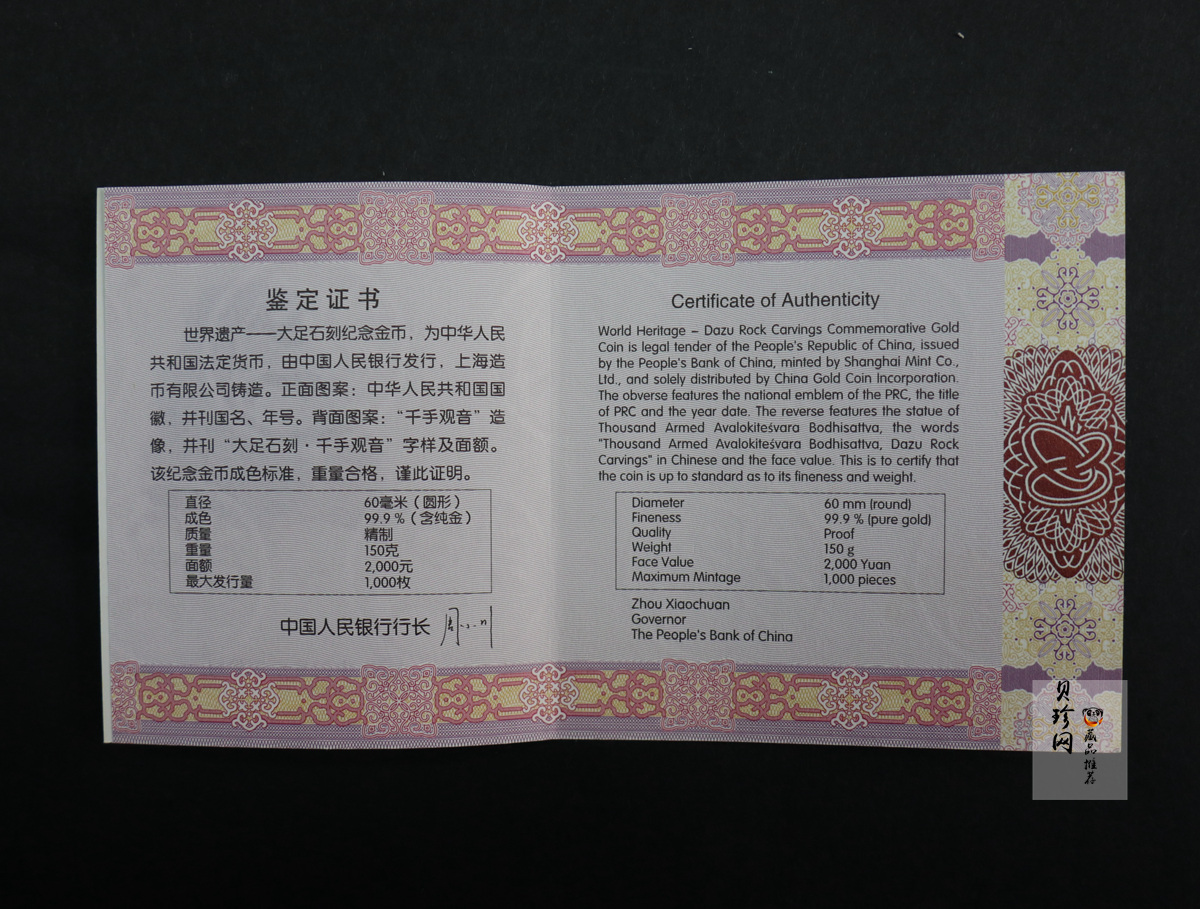 鉴定证书
世界遗产——大足石刻纪念金币，为中华人民
共和国法定货币，由中国人民银行发行，上海造
币有限公司铸造。正面图案：中华人民共和国国
徽，并刊国名、年号。背面图案：“千手观音”造
像，并刊“大足石刻·千手观音”字样及面额。
该纪念金币成色标准，重量合格，谨此证明。
直径 60毫米（圆形）
成色 99.9％（含纯金）
质量 精制
重量 150克
面额 2,000元
最大发行量 1,000枚
中国人民银行行长
Certificate of Authenticity
World Heritage – Dazu Rock Carvings Commemorative Gold
Coin is legal tender of the People's Republic of China, issued
by the People's Bank of China, minted by Shanghai Mint Co.,
Ltd., and solely distributed by China Gold Coin Incorporation.
The obverse features the national emblem of the PRC, the title
of PRC and the year date. The reverse features the statue of
Thousand Armed Avalokiteśvara Bodhisattva, the words
"Thousand Armed Avalokiteśvara Bodhisattva, Dazu Rock
Carvings" in Chinese and the face value. This is to certify that
the coin is up to standard as to its fineness and weight.
Diameter 60 mm (round)
Fineness 99.9 % (pure gold)
Quality Proof
Weight 150 g
Face Value 2,000 Yuan
Maximum Mintage 1,000 pieces
Zhou Xiaochuan
Governor
The People's Bank of China
贝珍网
藏品推荐